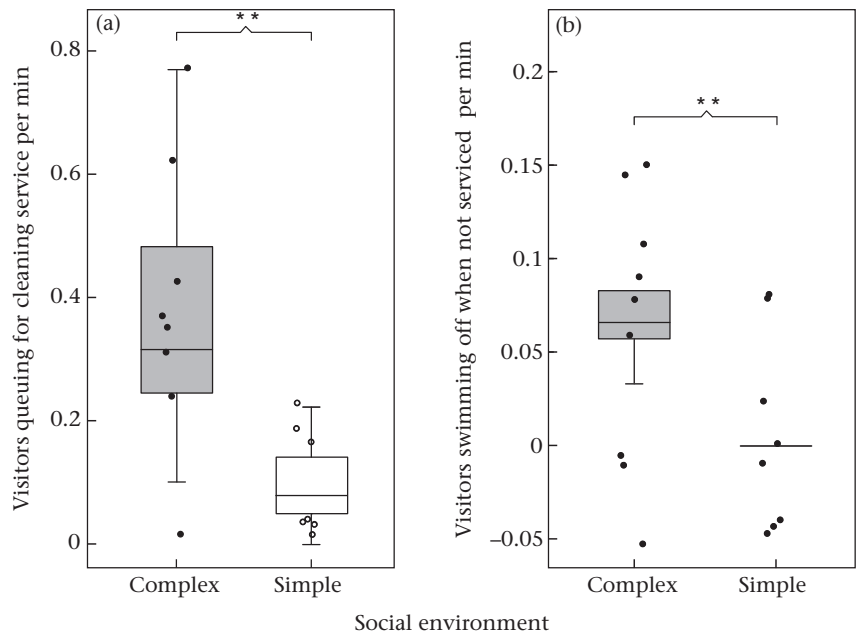 (a)
* *
Visitors queuing for cleaning service per min
0.8
0.6
0.4
0.2
0
Complex
Simple
(b)
* *
Visitors swimming off when not serviced per min
0.2
0.15
0.1
0.05
0
–0.05
Complex
Simple
Social environment